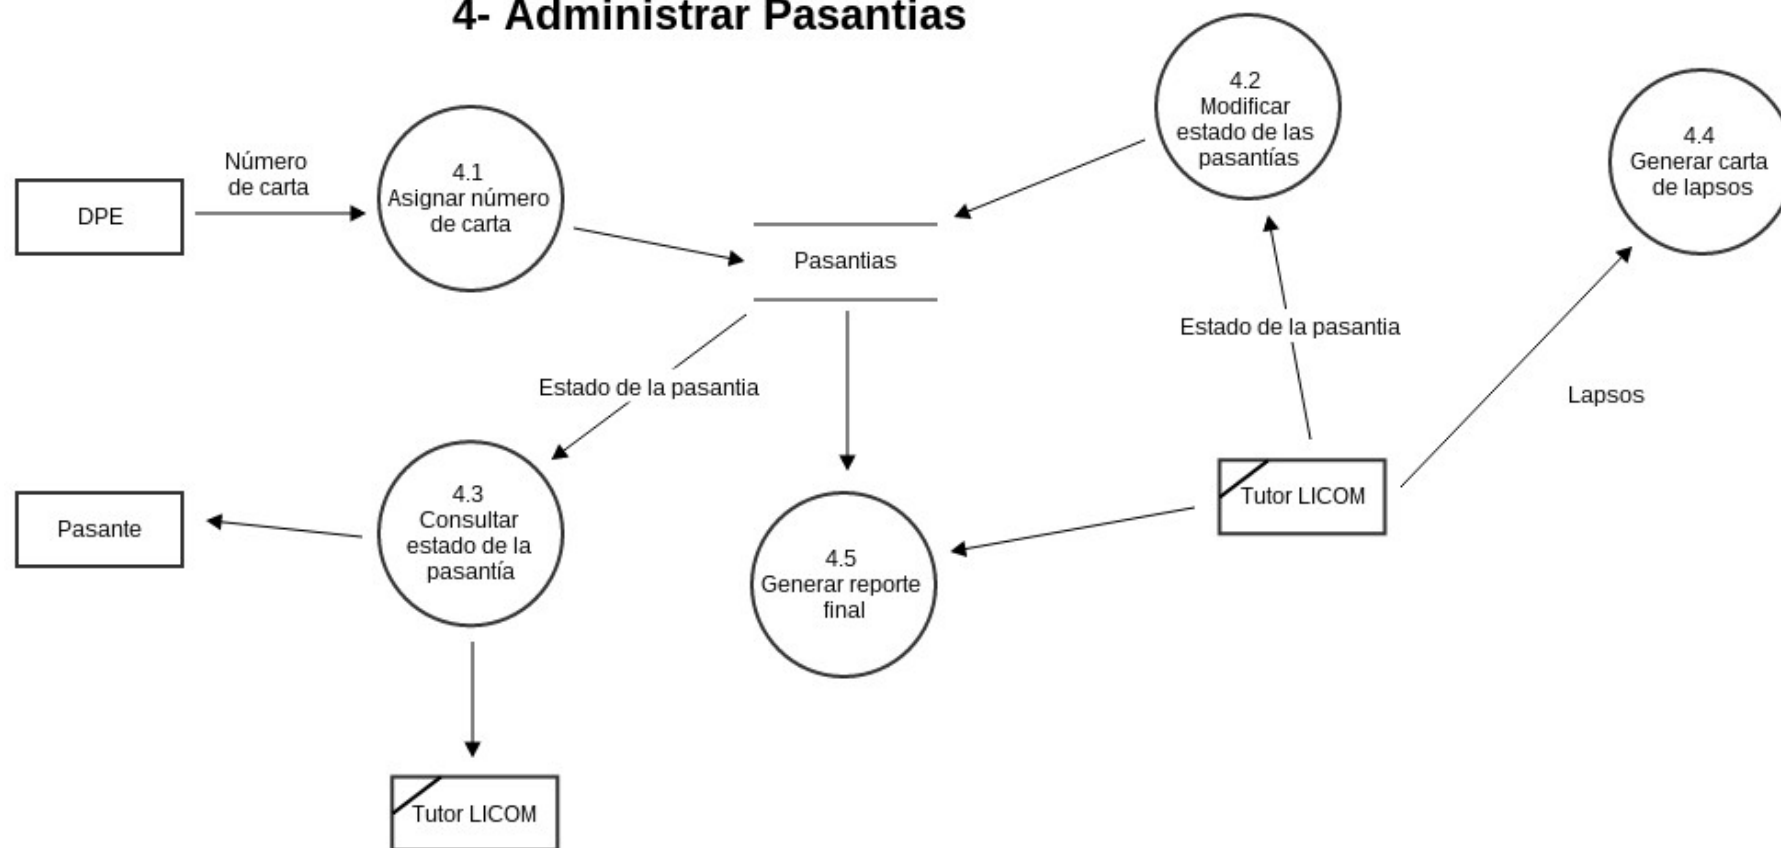 4- Administrar Pasantias
Número
de carta
DPE
4.1
Asignar número
de carta
Pasantias
4.2
Modificar
estado de las
pasantías
4.4
Generar carta
de lapsos
Estado de la pasantia
Estado de la pasantia
Lapsos
Pasante
4.3
Consultar
estado de la
pasantía
4.5
Generar reporte
final
Tutor LICOM
Tutor LICOM